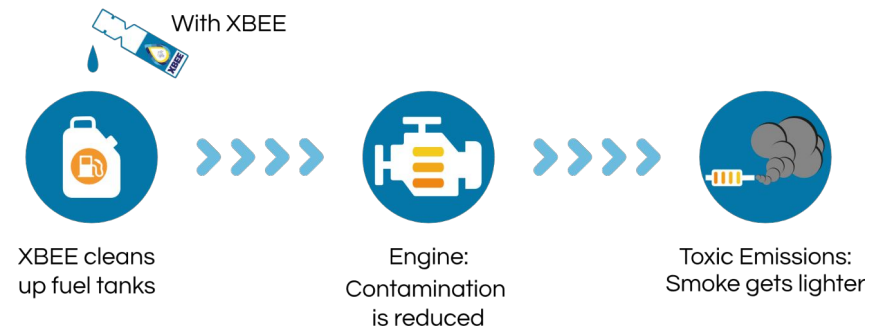 With XBEE
XBEE
XBEE cleans
up fuel tanks
Engine:
Contamination
is reduced
Toxic Emissions:
Smoke gets lighter